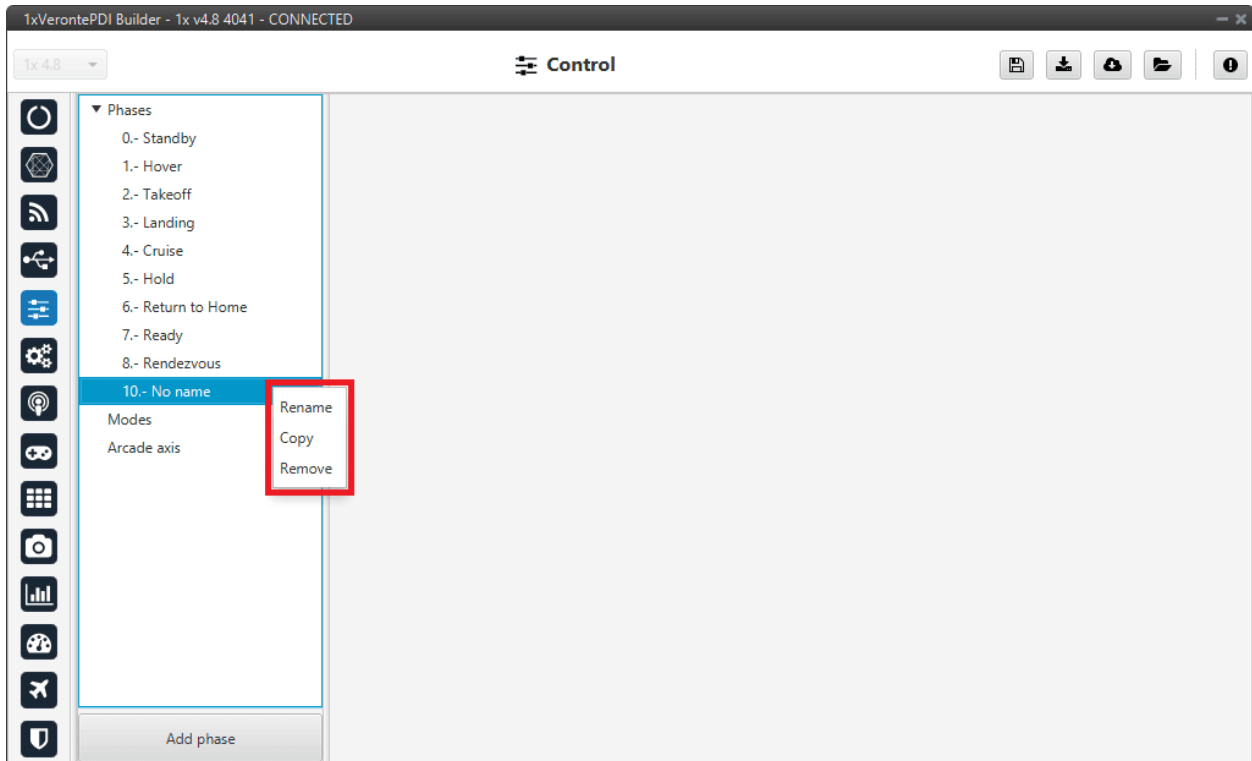 1xVerontePDI Builder - 1x v4.8 4041 - CONNECTED
1x 4.8
Control
Phases
0.- Standby
1.- Hover
2.- Takeoff
3.- Landing
4.- Cruise
5.- Hold
6.- Return to Home
7.- Ready
8.- Rendezvous
10.- No name
Rename
Copy
Remove
Modes
Arcade axis
Add phase